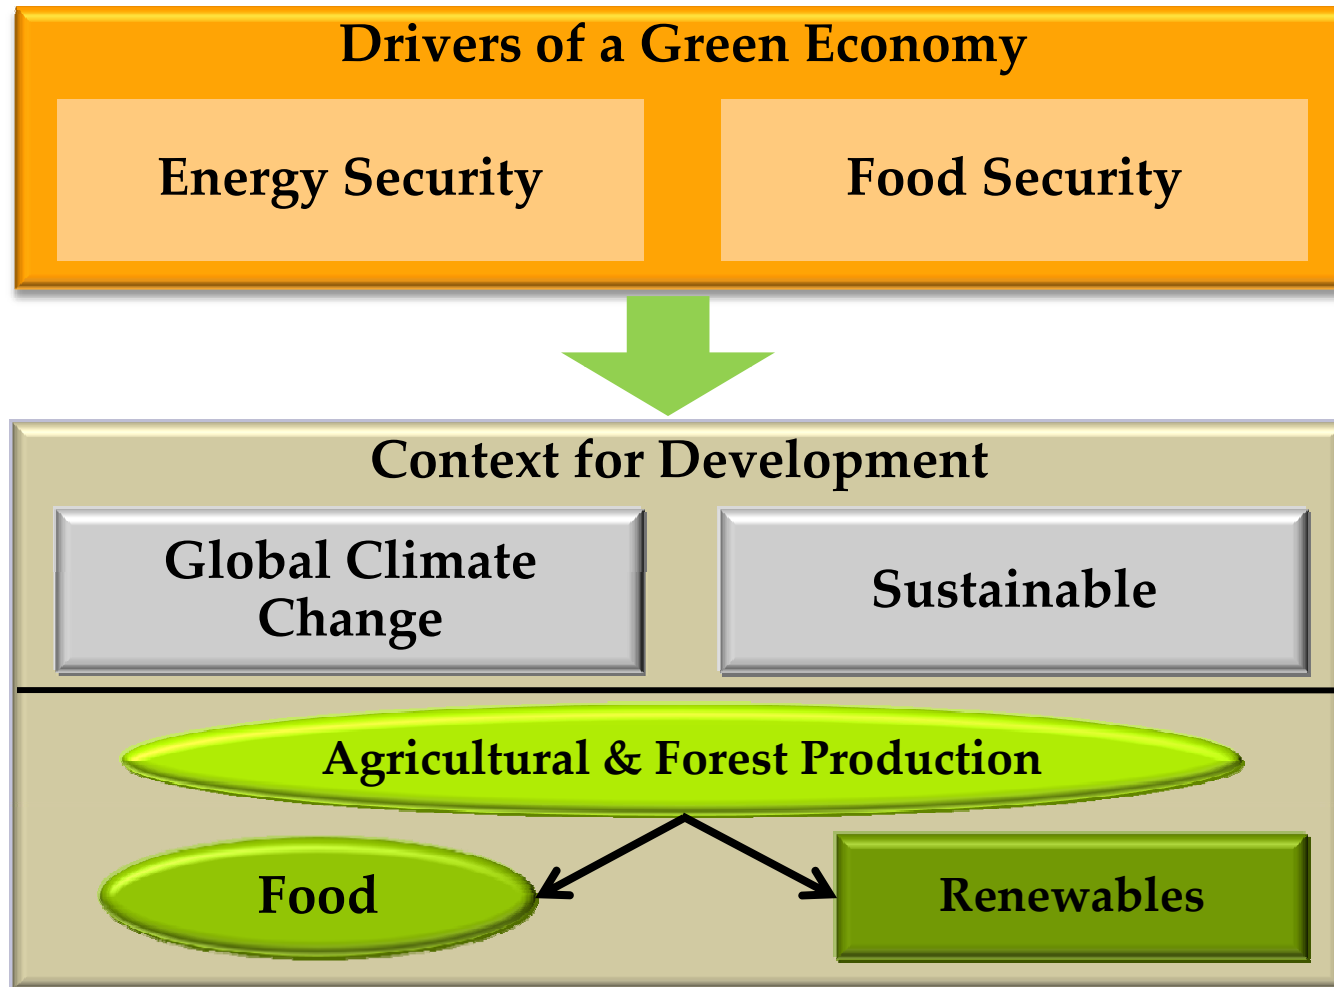 Drivers of a Green Economy
Energy Security
Food Security
Context for Development
Global Climate
Change
Sustainable
Agricultural & Forest Production
Food
Renewables